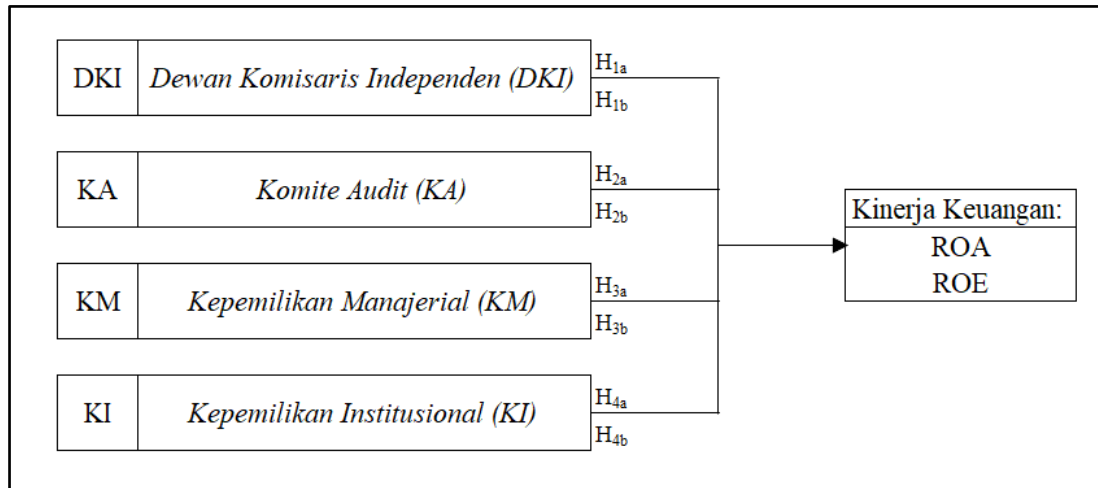 DKI Dewan Komisaris Independen (DKI) H1a
H1b
KA Komite Audit (KA) H2a
H2b
KM Kepemilikan Manajerial (KM) H3a
H3b
KI Kepemilikan Institusional (KI) H4a
H4b
Kinerja Keuangan:
ROA
ROE